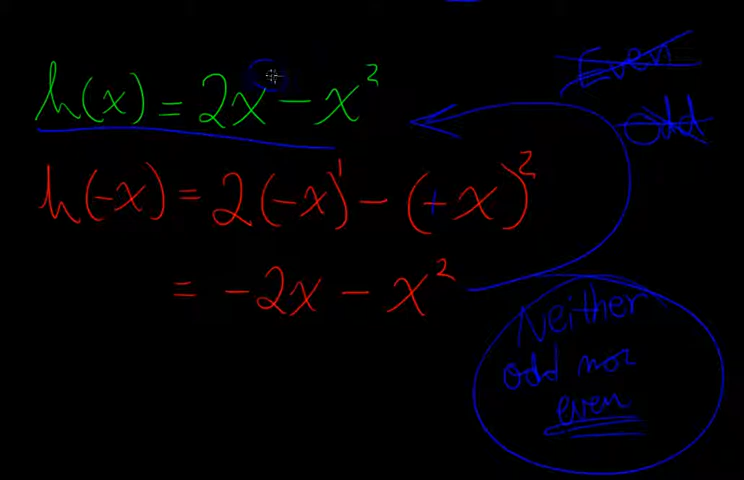 h(x) = 2x - x²
Even
odd
h(-x) = 2(-x)¹ - (+x)²
= -2x - x²
Neither
odd nor
even